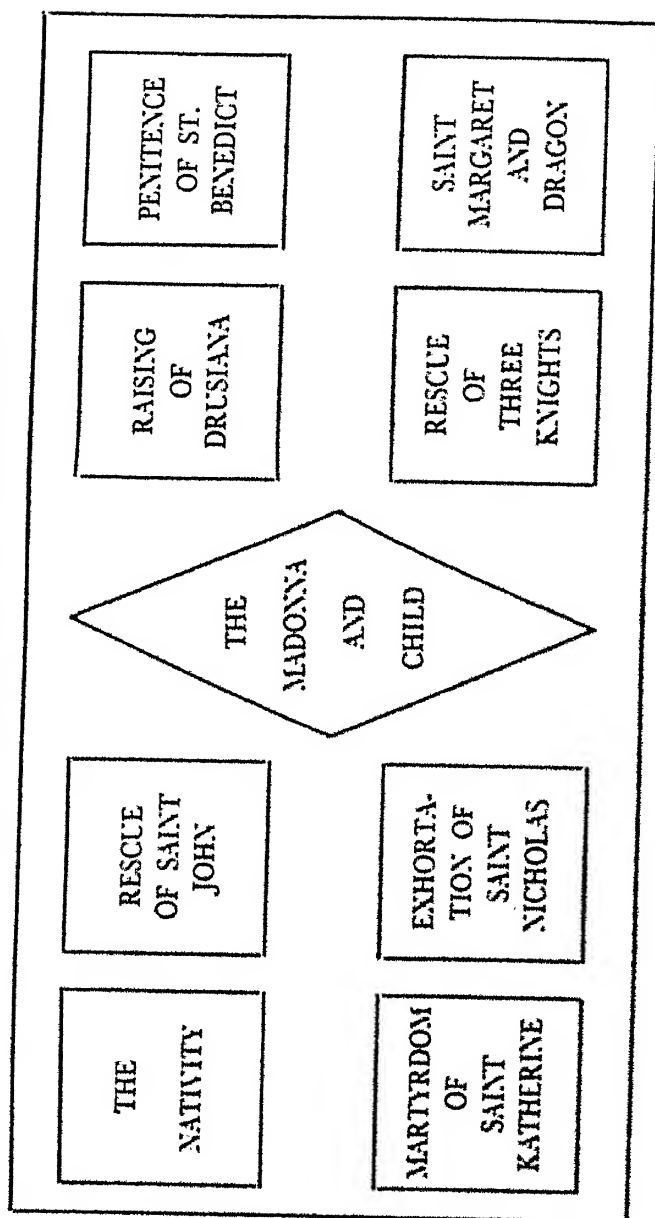 THE
NATIVITY
RESCUE
OF SAINT
JOHN
RAISING
OF
DRUSIANA
PENITENCE
OF ST.
BENEDICT
THE
MADONNA
AND
CHILD
MARTYRDOM
OF
SAINT
KATHERINE
EXHORTA-
TION OF
SAINT
NICHOLAS
RESCUE
OF
THREE
KNIGHTS
SAINT
MARGARET
AND
DRAGON